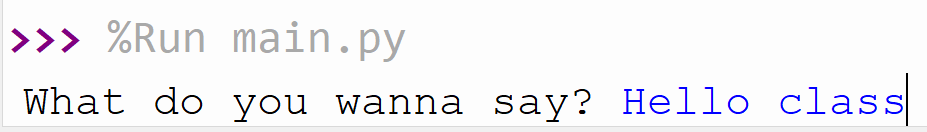 >>> %Run main.py
What do you wanna say? Hello class